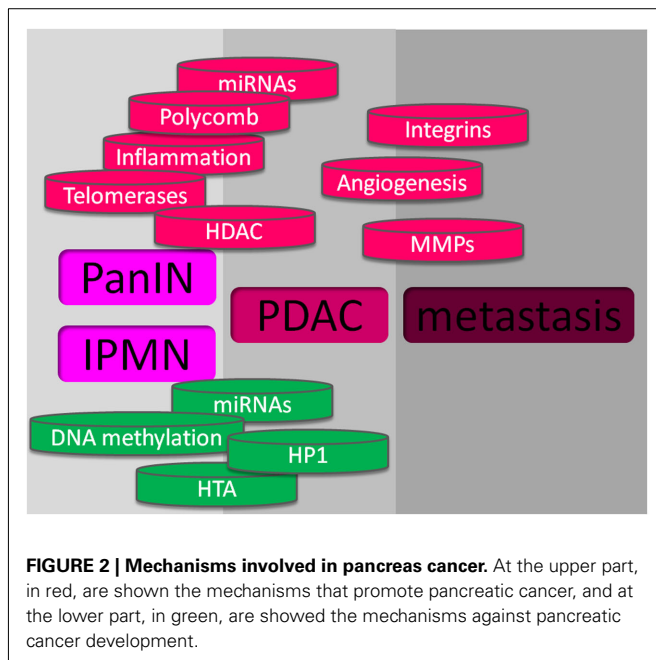 miRNAs
Polycomb
Integrins
Inflammation
Angiogenesis
Telomerases
HDAC
MMPs
PanIN
PDAC
metastasis
IPMN
miRNAs
DNA methylation
HP1
HTA
FIGURE 2 | Mechanisms involved in pancreas cancer. At the upper part,
in red, are shown the mechanisms that promote pancreatic cancer, and at
the lower part, in green, are showed the mechanisms against pancreatic
cancer development.